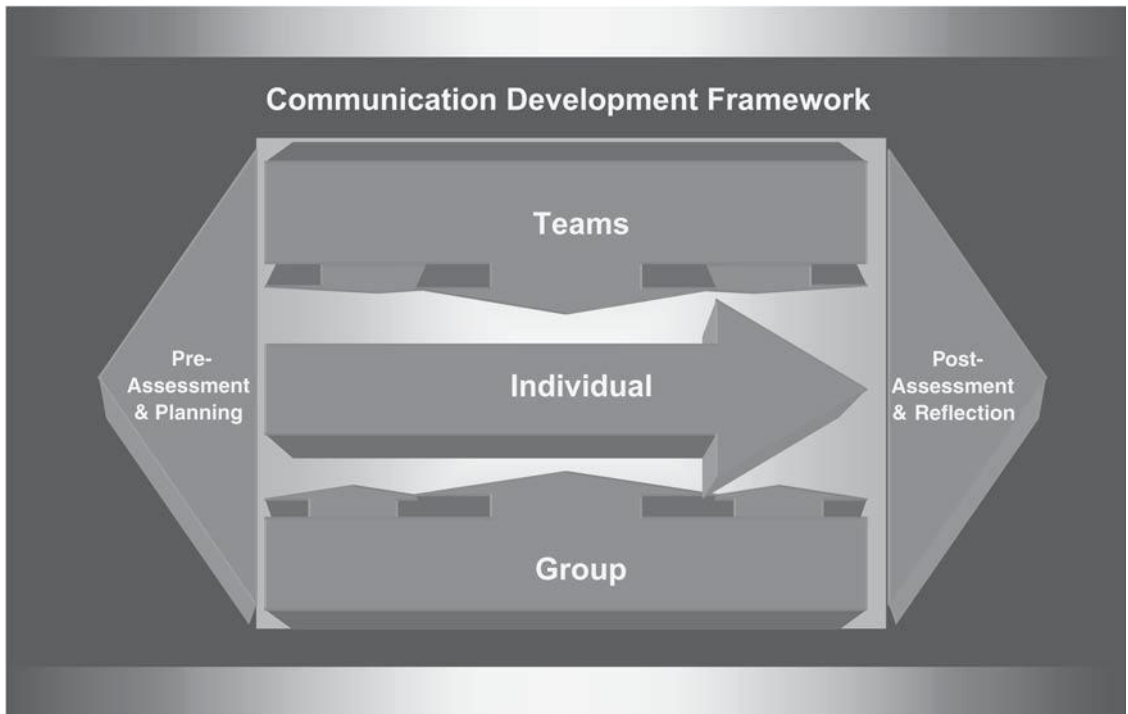 Communication Development Framework
Teams
Pre-
Assessment
& Planning
Individual
Post-
Assessment
& Reflection
Group